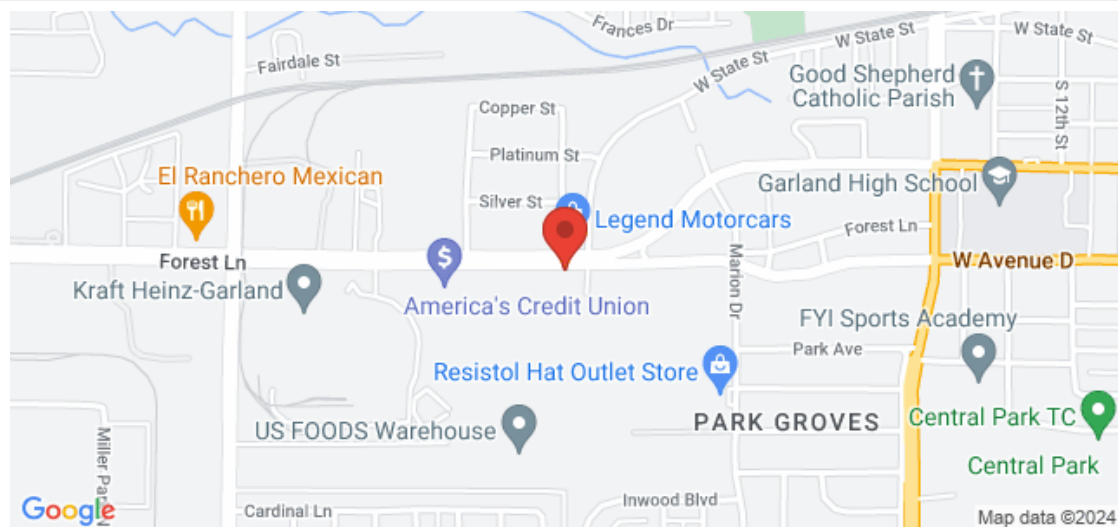 Frances Dr
W State St
W State St
Fairdale St
W State St
Good Shepherd
Catholic Parish
S 12th St
Copper St
Platinum St
El Ranchero Mexican
Garland High School
Silver St
Legend Motorcars
Forest Ln
Forest Ln
W Avenue D
Marion Dr
Kraft Heinz-Garland
America's Credit Union
FYI Sports Academy
Park Ave
Resistol Hat Outlet Store
PARK GROVES
Central Park TC
US FOODS Warehouse
Central Park
Miller Park N
Inwood Blvd
Cardinal Ln
Google
Map data ©2024